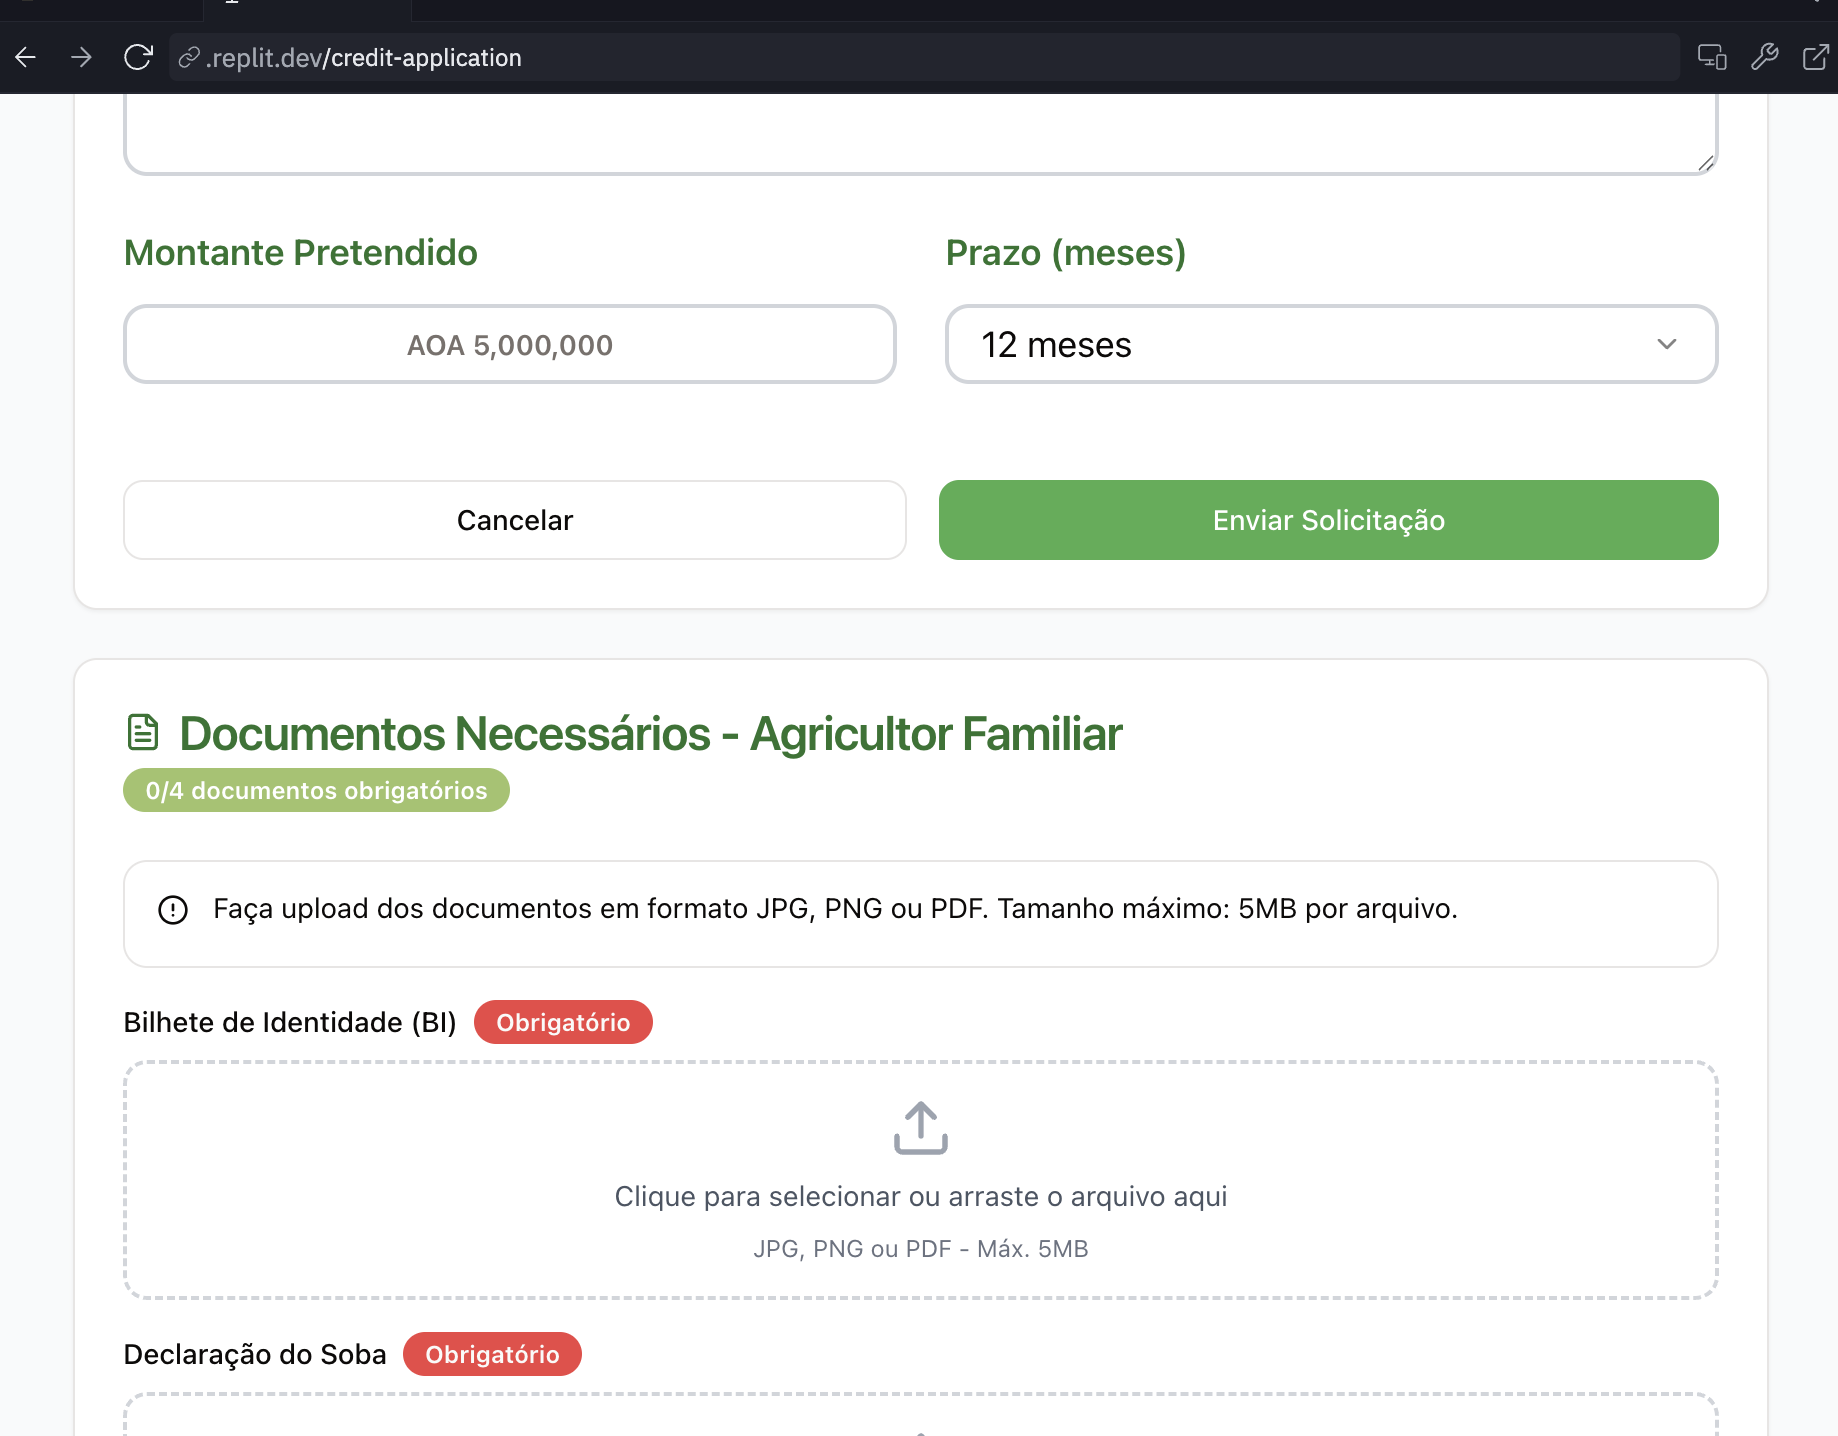 .replit.dev/credit-application
Montante Pretendido
Prazo (meses)
AOA 5,000,000
12 meses
Cancelar
Enviar Solicitação
Documentos Necessários - Agricultor Familiar
0/4 documentos obrigatórios
Faça upload dos documentos em formato JPG, PNG ou PDF. Tamanho máximo: 5MB por arquivo.
Bilhete de Identidade (BI) Obrigatório
Clique para selecionar ou arraste o arquivo aqui
JPG, PNG ou PDF - Máx. 5MB
Declaração do Soba Obrigatório